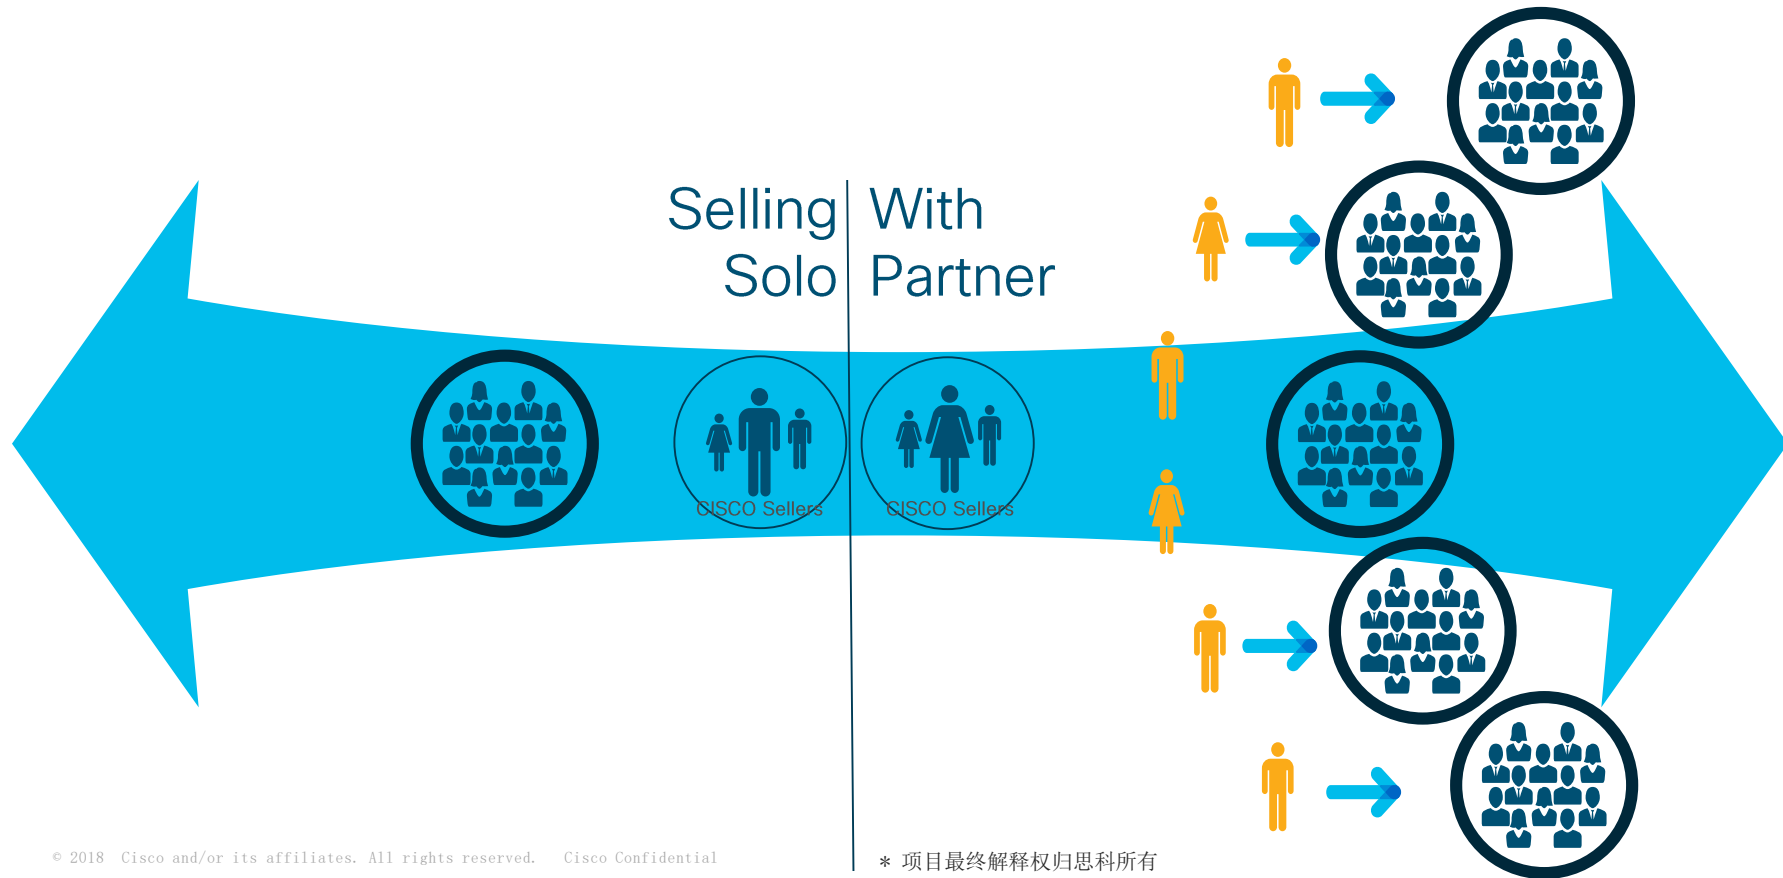 Selling
Solo
With
Partner
CISCO Sellers
CISCO Sellers
© 2018 Cisco and/or its affiliates. All rights reserved. Cisco Confidential
* 项目最终解释权归思科所有